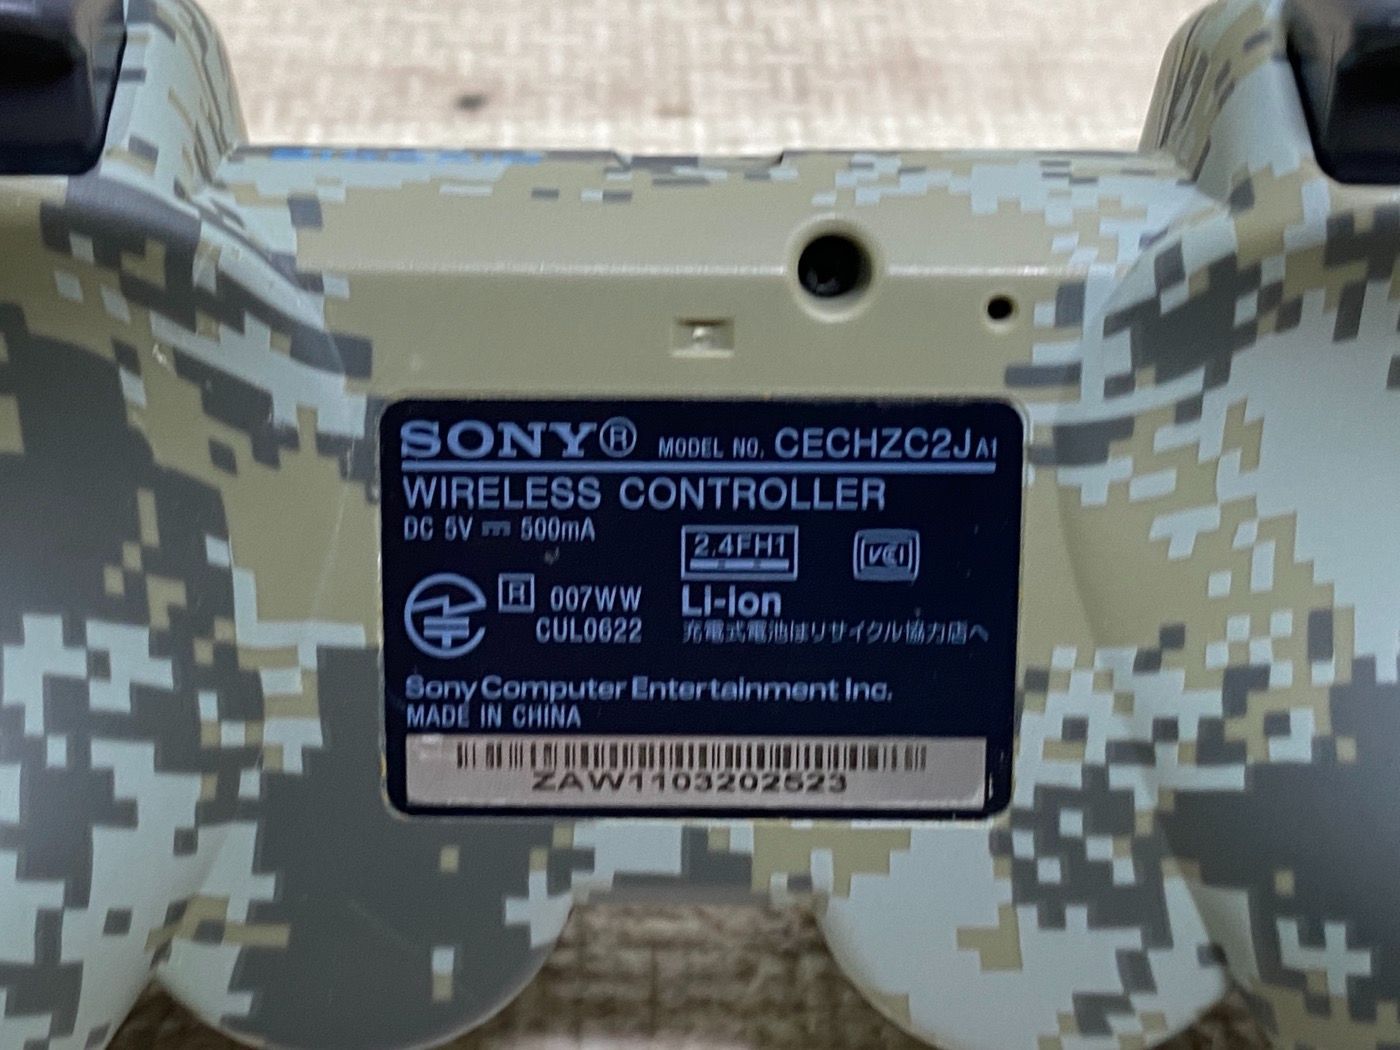 SONY® MODEL NO. CECHZC2J A1
WIRELESS CONTROLLER
DC 5V ⎓ 500mA
2.4FH1
VCI
R 007WW
CUL0622
Li-ion
充電式電池はリサイクル協力店へ
Sony Computer Entertainment Inc.
MADE IN CHINA
ZAW1103202523